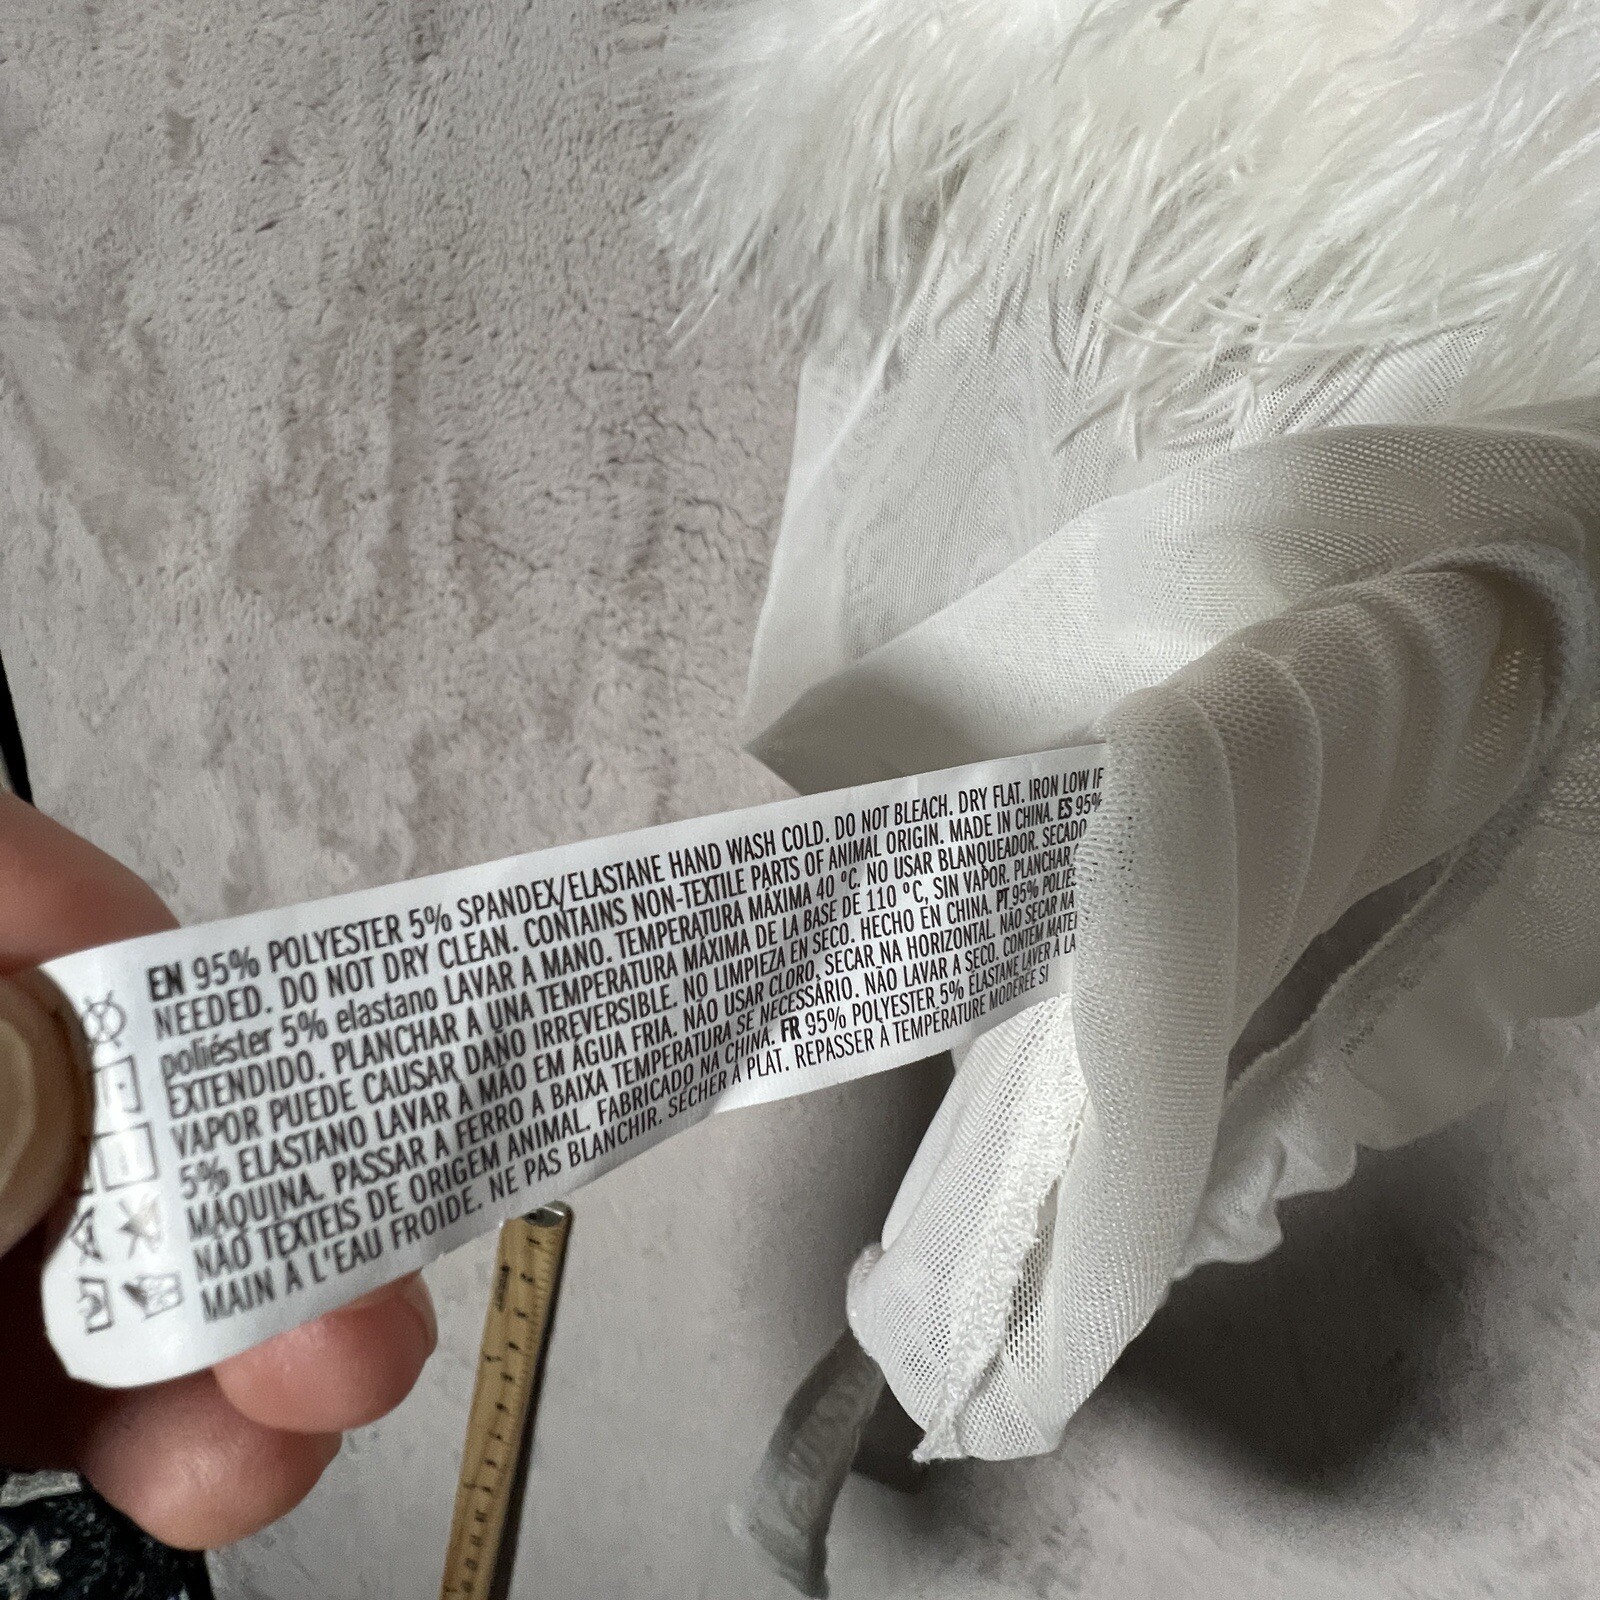 EN 95% POLYESTER 5% SPANDEX/ELASTANE HAND WASH COLD. DO NOT BLEACH. DRY FLAT. IRON LOW IF
NEEDED. DO NOT DRY CLEAN. CONTAINS NON-TEXTILE PARTS OF ANIMAL ORIGIN. MADE IN CHINA. ES 95%
poliéster 5% elastano LAVAR A MANO. TEMPERATURA MÁXIMA 40 °C. NO USAR BLANQUEADOR. SECADO
EXTENDIDO. PLANCHAR A UNA TEMPERATURA MÁXIMA DE LA BASE DE 110 °C, SIN VAPOR. PLANCHAR
VAPOR PUEDE CAUSAR DAÑO IRREVERSIBLE. NO LIMPIEZA EN SECO. HECHO EN CHINA. PT 95% POLIÉS
5% ELASTANO LAVAR À MÃO EM ÁGUA FRIA. NÃO USAR CLORO. SECAR NA HORIZONTAL. NÃO SECAR NA
MÁQUINA. PASSAR A FERRO A BAIXA TEMPERATURA SE NECESSÁRIO. NÃO LAVAR A SECO. CONTÉM MATER
NÃO TÊXTEIS DE ORIGEM ANIMAL. FABRICADO NA CHINA. FR 95% POLYESTER 5% ÉLASTANE LAVER À LA
MAIN À L'EAU FROIDE. NE PAS BLANCHIR. SÉCHER À PLAT. REPASSER À TEMPÉRATURE MODÉRÉE SI